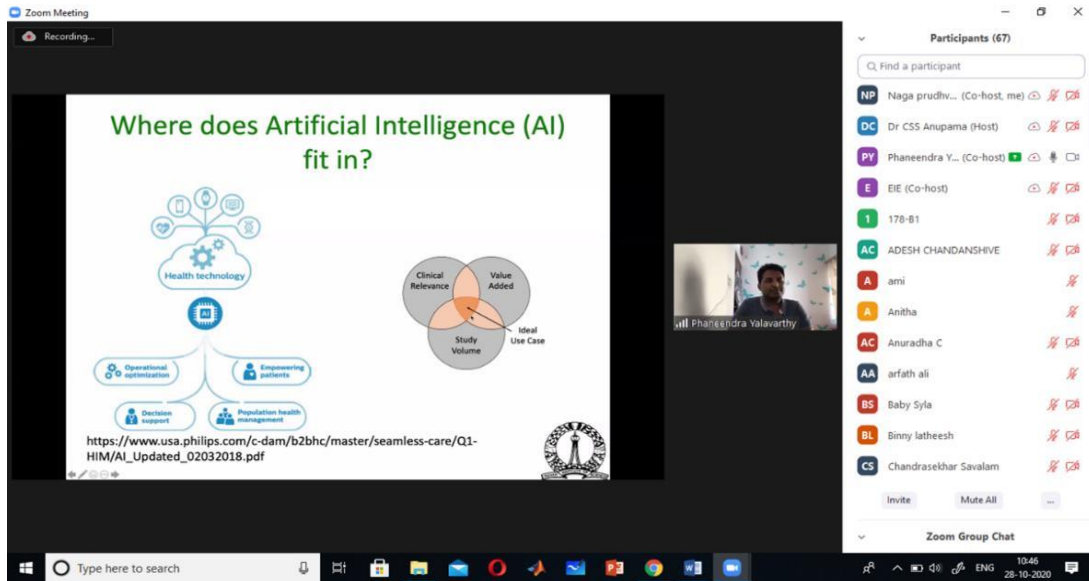 Zoom Meeting
Recording...
Where does Artificial Intelligence (AI)
fit in?
Health technology
AI
Operational
optimization
Empowering
patients
Decision
support
Population health
management
Clinical
Relevance
Value
Added
Study
Volume
Ideal
Use Case
https://www.usa.philips.com/c-dam/b2bhc/master/seamless-care/Q1-
HIM/AI_Updated_02032018.pdf
Phaneendra Yalavarthy
Participants (67)
Find a participant
NP Naga prudhv... (Co-host, me)
DC Dr CSS Anupama (Host)
PY Phaneendra Y... (Co-host)
E EIE (Co-host)
1 178-B1
AC ADESH CHANDANSHIVE
A ami
A Anitha
AC Anuradha C
AA arfath ali
BS Baby Syla
BL Binny latheesh
CS Chandrasekhar Savalam
Invite Mute All ...
Zoom Group Chat
Type here to search
ENG
10:46
28-10-2020